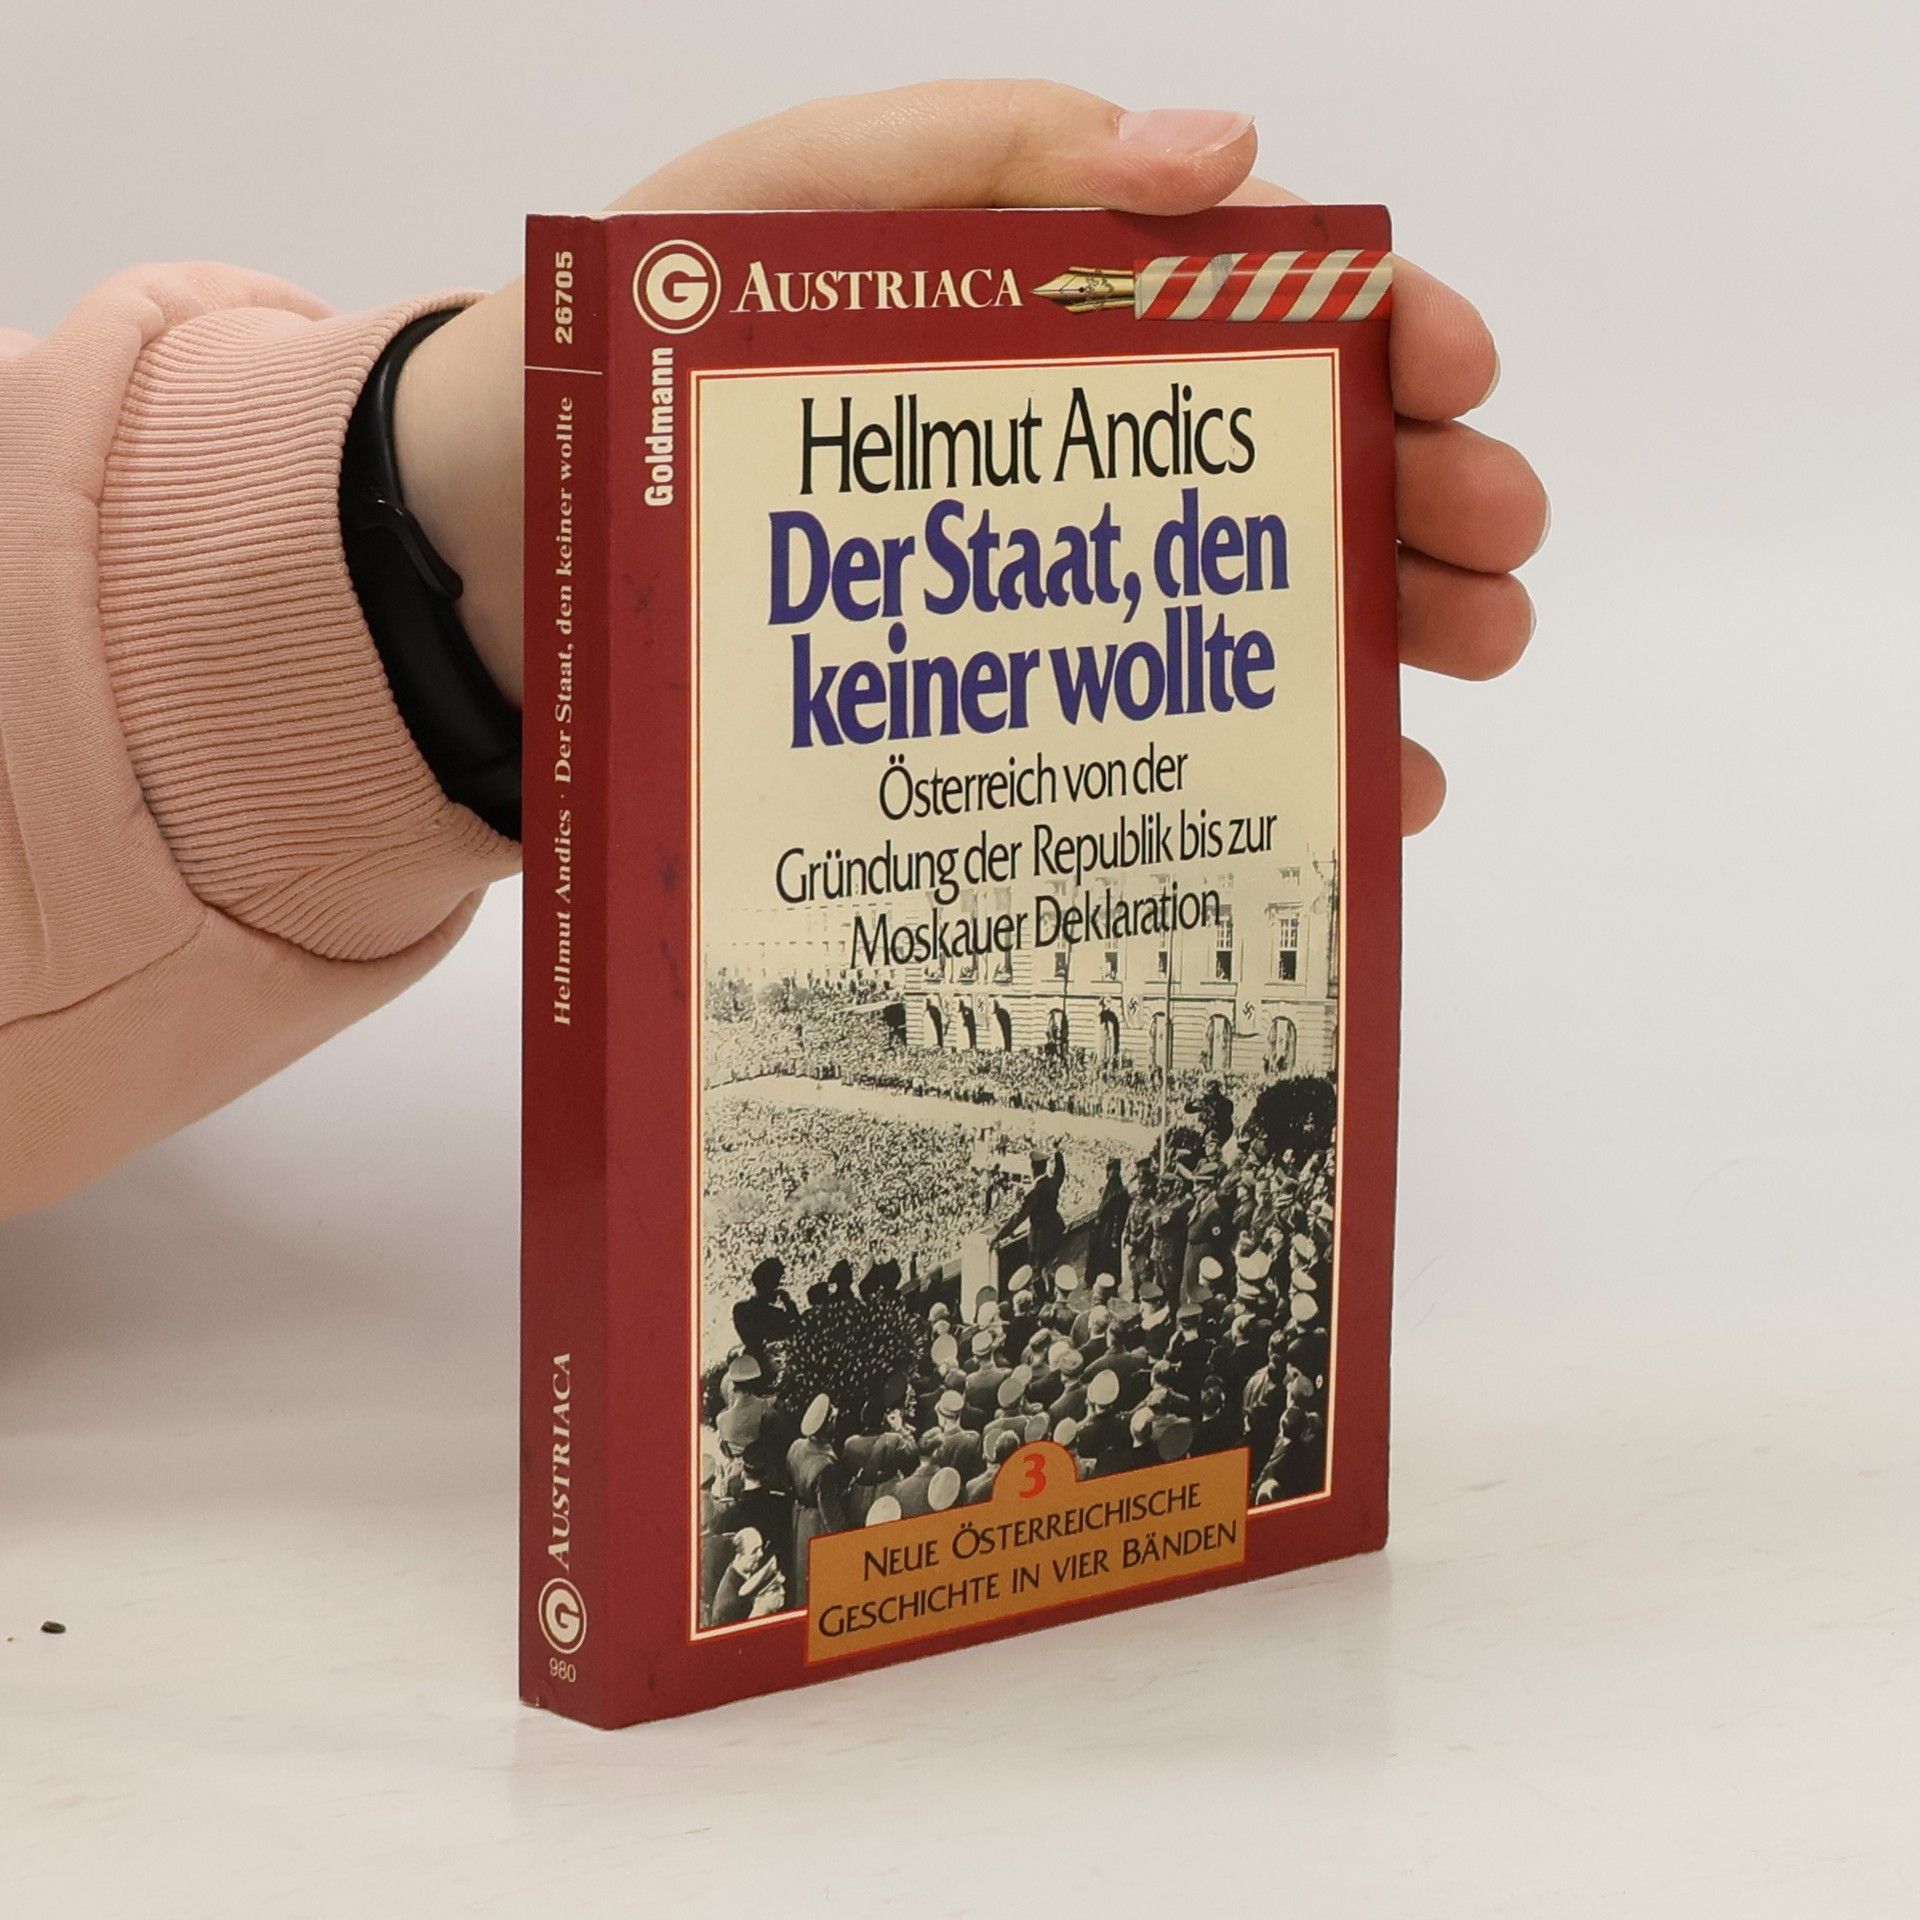 26705
Hellmut Andics · Der Staat, den keiner wollte
AUSTRIACA
G
980
G AUSTRIACA
Goldmann
Hellmut Andics
Der Staat, den
keiner wollte
Österreich von der
Gründung der Republik bis zur
Moskauer Deklaration
3
NEUE ÖSTERREICHISCHE
GESCHICHTE IN VIER BÄNDEN